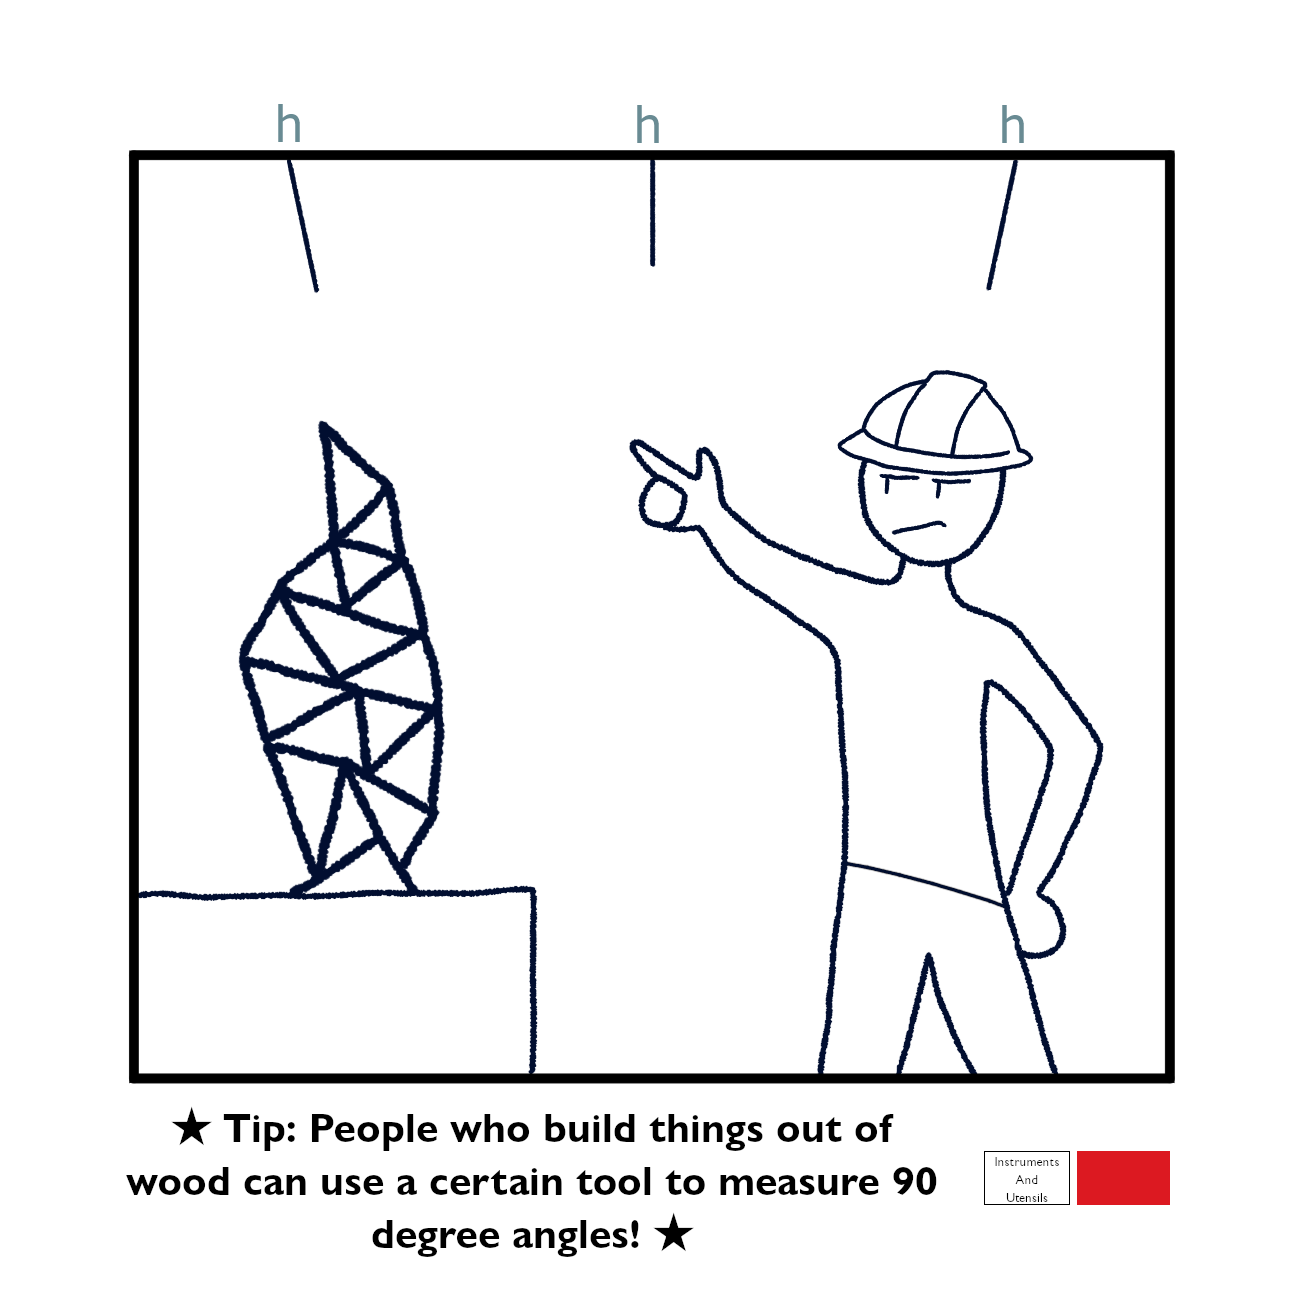 h h h
★ Tip: People who build things out of
wood can use a certain tool to measure 90
degree angles! ★
Instruments
And
Utensils